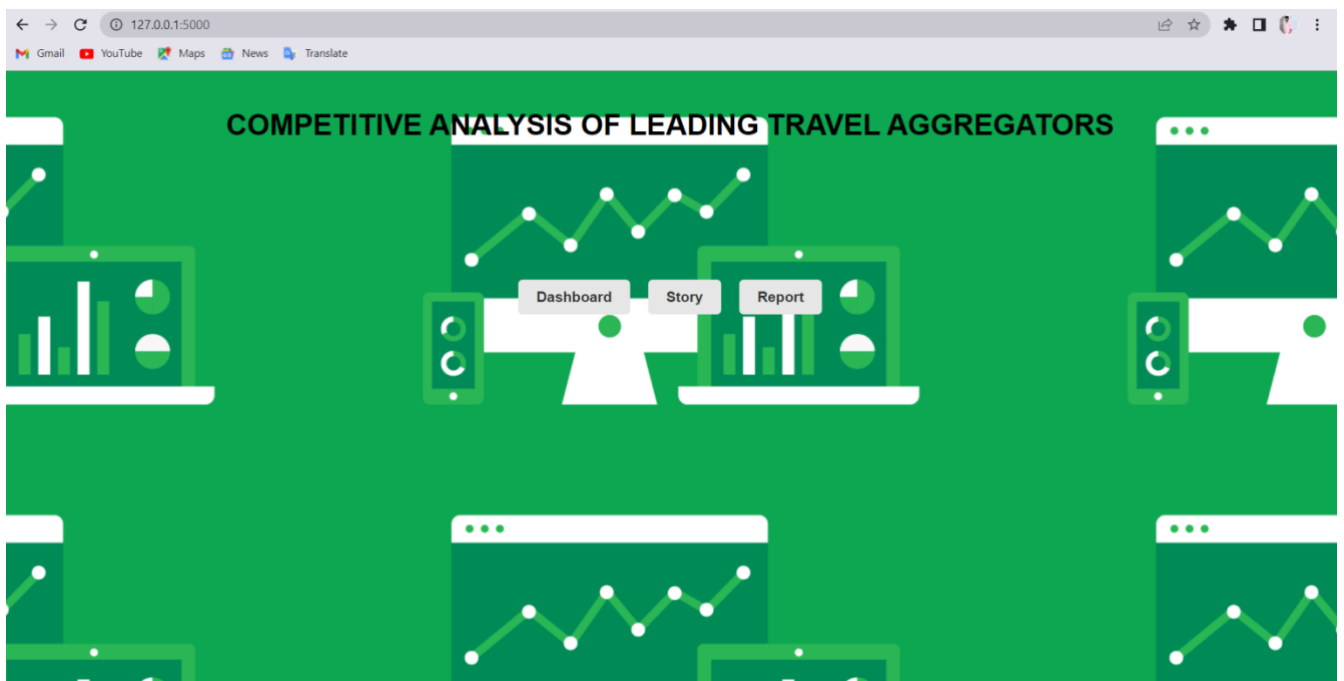 127.0.0.1:5000
Gmail YouTube Maps News Translate
COMPETITIVE ANALYSIS OF LEADING TRAVEL AGGREGATORS
Dashboard Story Report